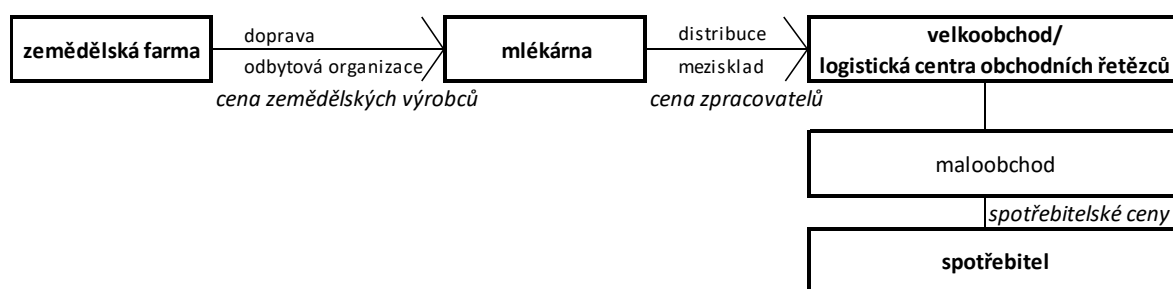 zemědělská farma
doprava
odbytová organizace
cena zemědělských výrobců
mlékárna
distribuce
mezisklad
cena zpracovatelů
velkoobchod/
logistická centra obchodních řetězců
maloobchod
spotřebitelské ceny
spotřebitel